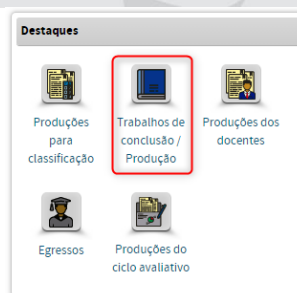 Destaques
Produções
para
classificação
Trabalhos de
conclusão /
Produção
Produções dos
docentes
Egressos
Produções do
ciclo avaliativo